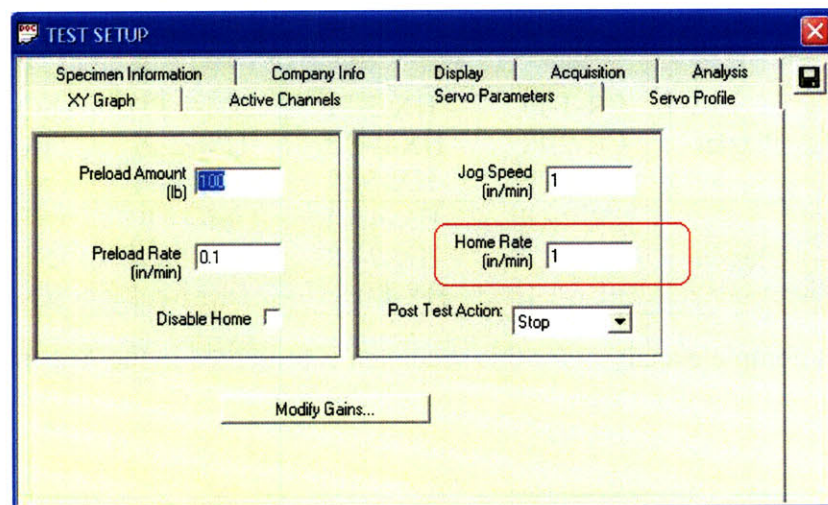 DOC TEST SETUP
Specimen Information Company Info Display Acquisition Analysis
XY Graph Active Channels Servo Parameters Servo Profile
Preload Amount (lb) 100
Jog Speed (in/min) 1
Preload Rate (in/min) 0.1
Home Rate (in/min) 1
Disable Home
Post Test Action: Stop
Modify Gains...